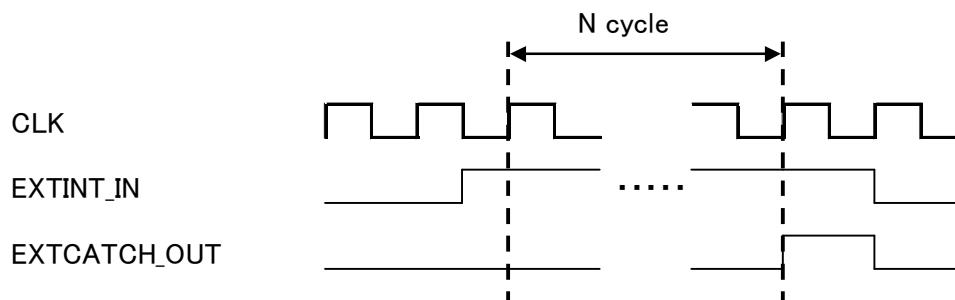 N cycle
CLK
EXTINT_IN
.....
EXTCATCH_OUT